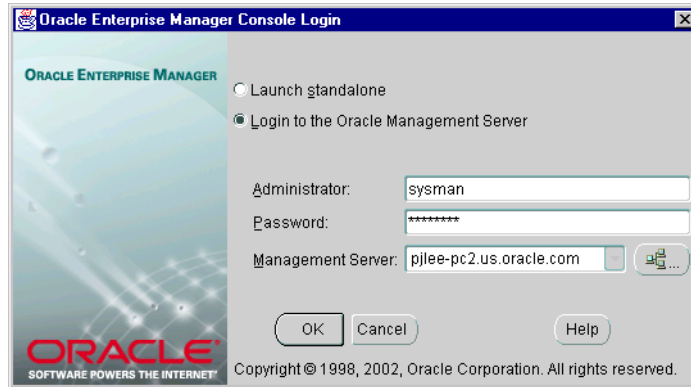 Oracle Enterprise Manager Console Login
ORACLE ENTERPRISE MANAGER
Launch standalone
Login to the Oracle Management Server
Administrator: sysman
Password: ********
Management Server: pjlee-pc2.us.oracle.com ...
OK Cancel Help
ORACLE®
SOFTWARE POWERS THE INTERNET™
Copyright © 1998, 2002, Oracle Corporation. All rights reserved.